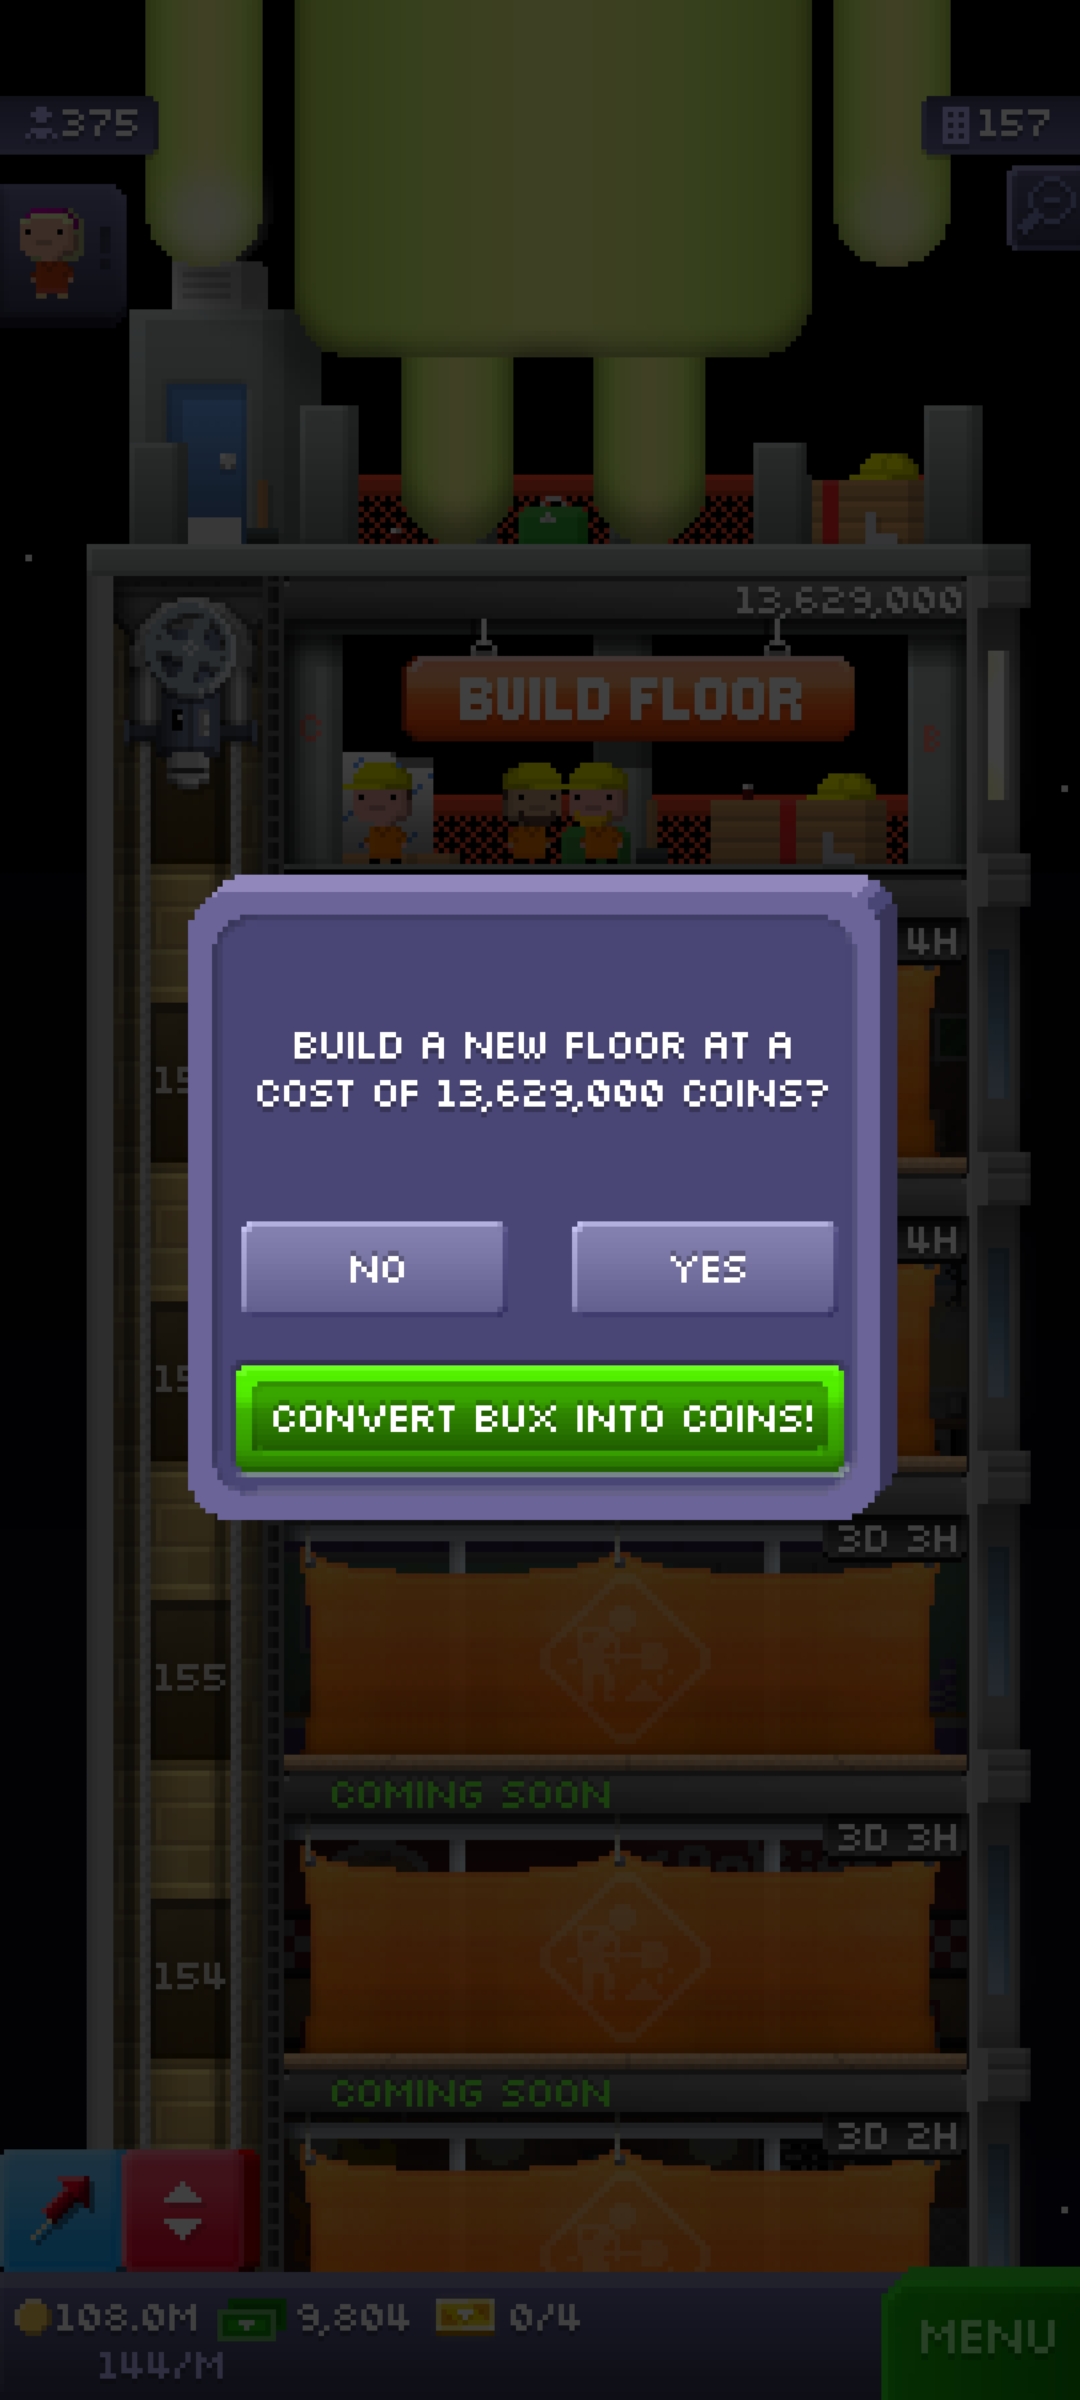 375
157
13,629,000
BUILD FLOOR
C
B
4H
BUILD A NEW FLOOR AT A
COST OF 13,629,000 COINS?
4H
NO
YES
CONVERT BUX INTO COINS!
3D 3H
155
COMING SOON
3D 3H
154
COMING SOON
3D 2H
108.0M
9,804
0/4
MENU
144/M